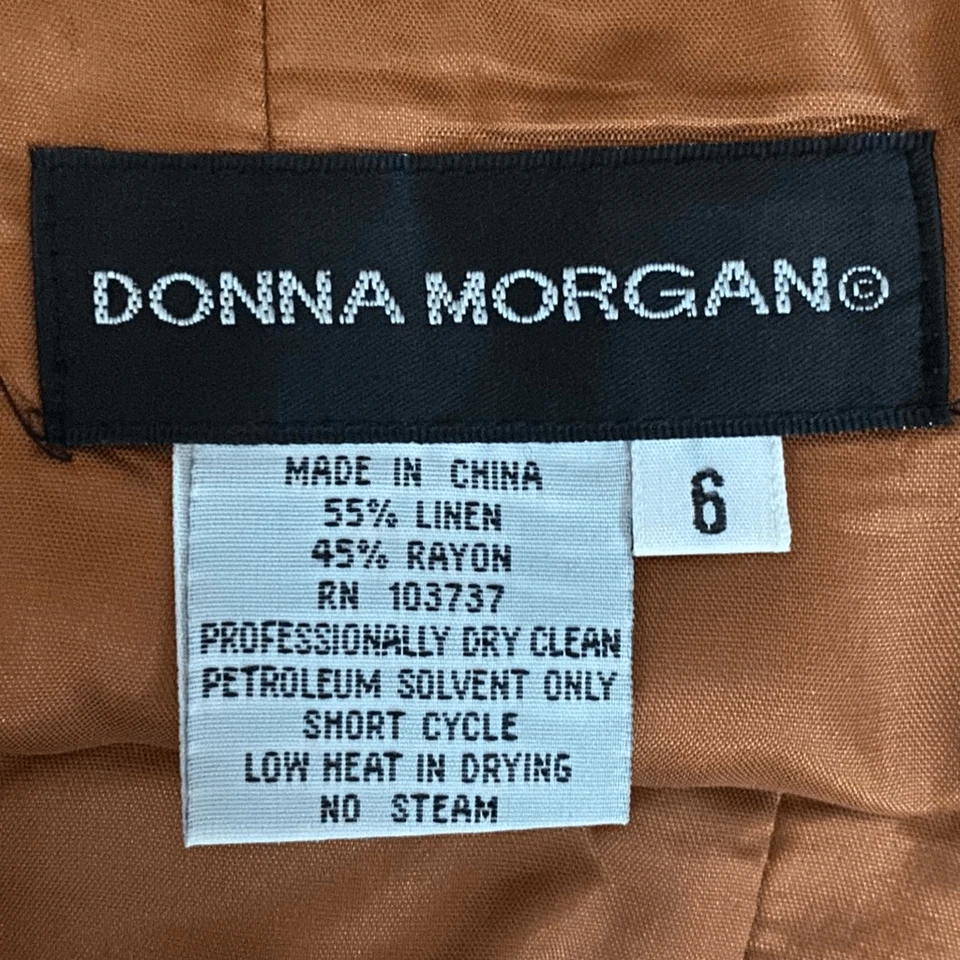 DONNA MORGAN©
MADE IN CHINA
55% LINEN
45% RAYON
RN 103737
PROFESSIONALLY DRY CLEAN
PETROLEUM SOLVENT ONLY
SHORT CYCLE
LOW HEAT IN DRYING
NO STEAM
6